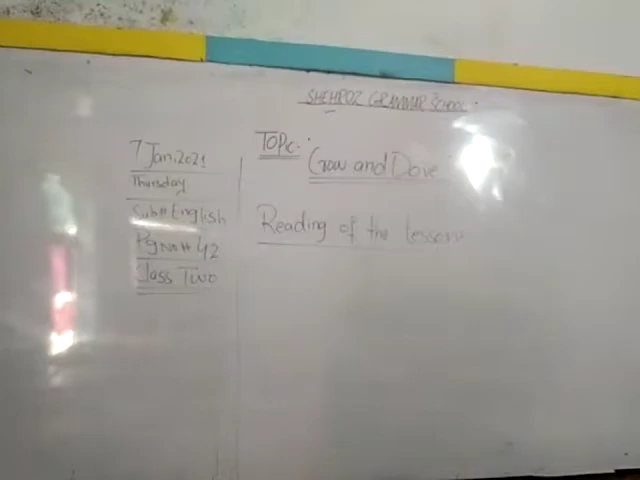 SHEHROZ GRAMMAR SCHOOL
7 Jan.2021
Thursday
Sub# English
Pg No# 42
Class Two
Topic:
Crow and Dove
Reading of the lesson